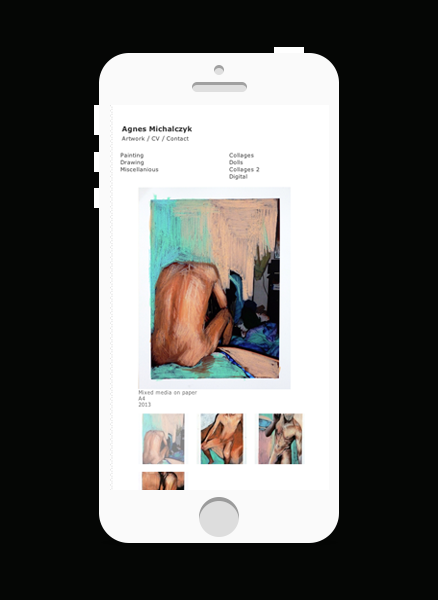 Agnes Michalczyk
Artwork / CV / Contact
Painting
Drawing
Miscellanious
Collages
Dolls
Collages 2
Digital
Mixed media on paper
A4
2013